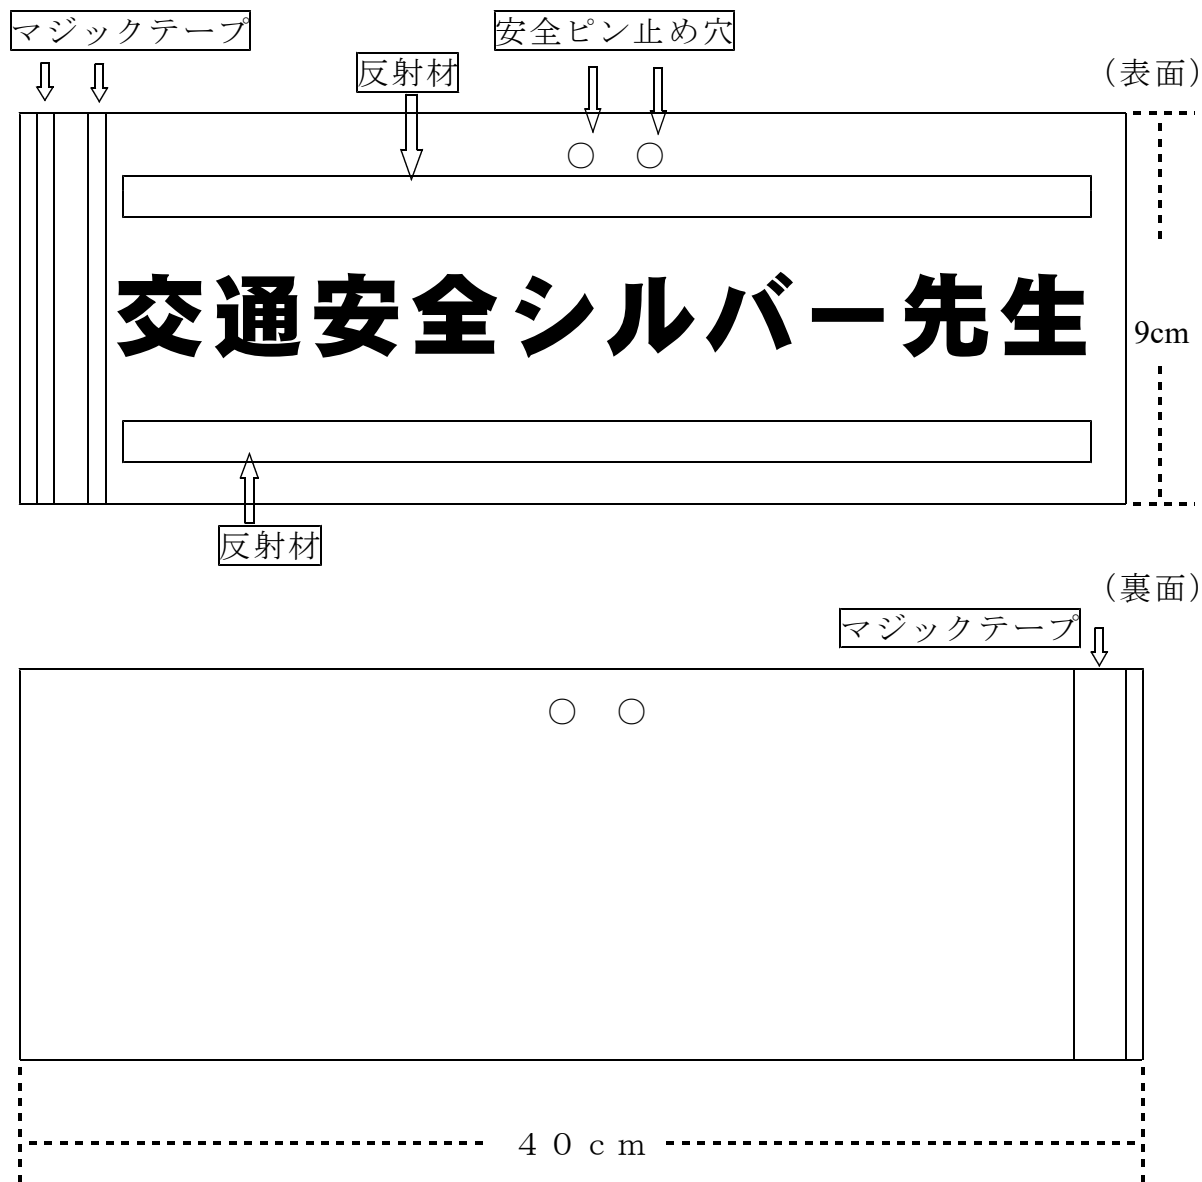 マジックテープ
安全ピン止め穴
反射材
（表面）
交通安全シルバー先生
9cm
反射材
（裏面）
マジックテープ
４０ｃｍ